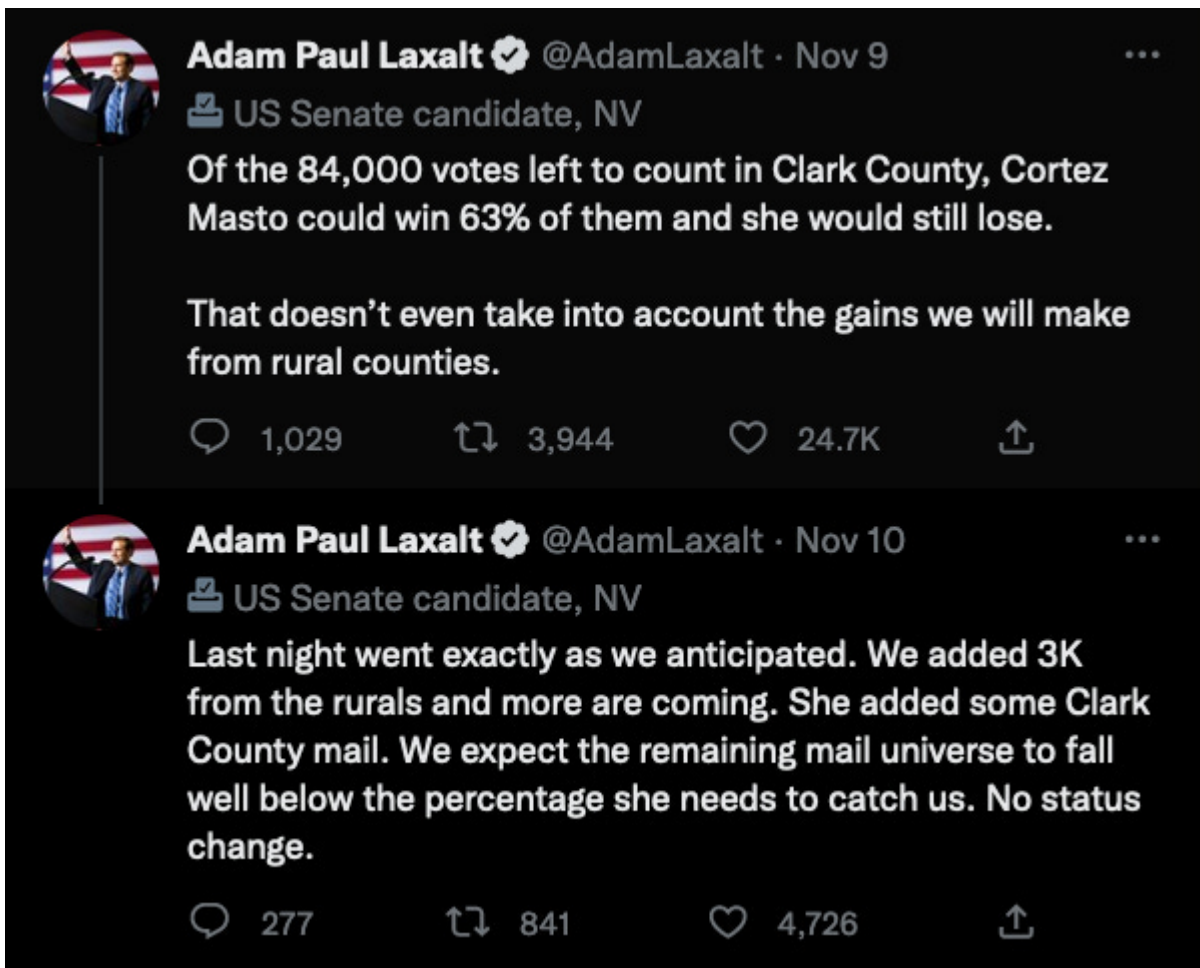 Adam Paul Laxalt @AdamLaxalt · Nov 9
US Senate candidate, NV
Of the 84,000 votes left to count in Clark County, Cortez
Masto could win 63% of them and she would still lose.
That doesn’t even take into account the gains we will make
from rural counties.
1,029 3,944 24.7K
Adam Paul Laxalt @AdamLaxalt · Nov 10
US Senate candidate, NV
Last night went exactly as we anticipated. We added 3K
from the rurals and more are coming. She added some Clark
County mail. We expect the remaining mail universe to fall
well below the percentage she needs to catch us. No status
change.
277 841 4,726